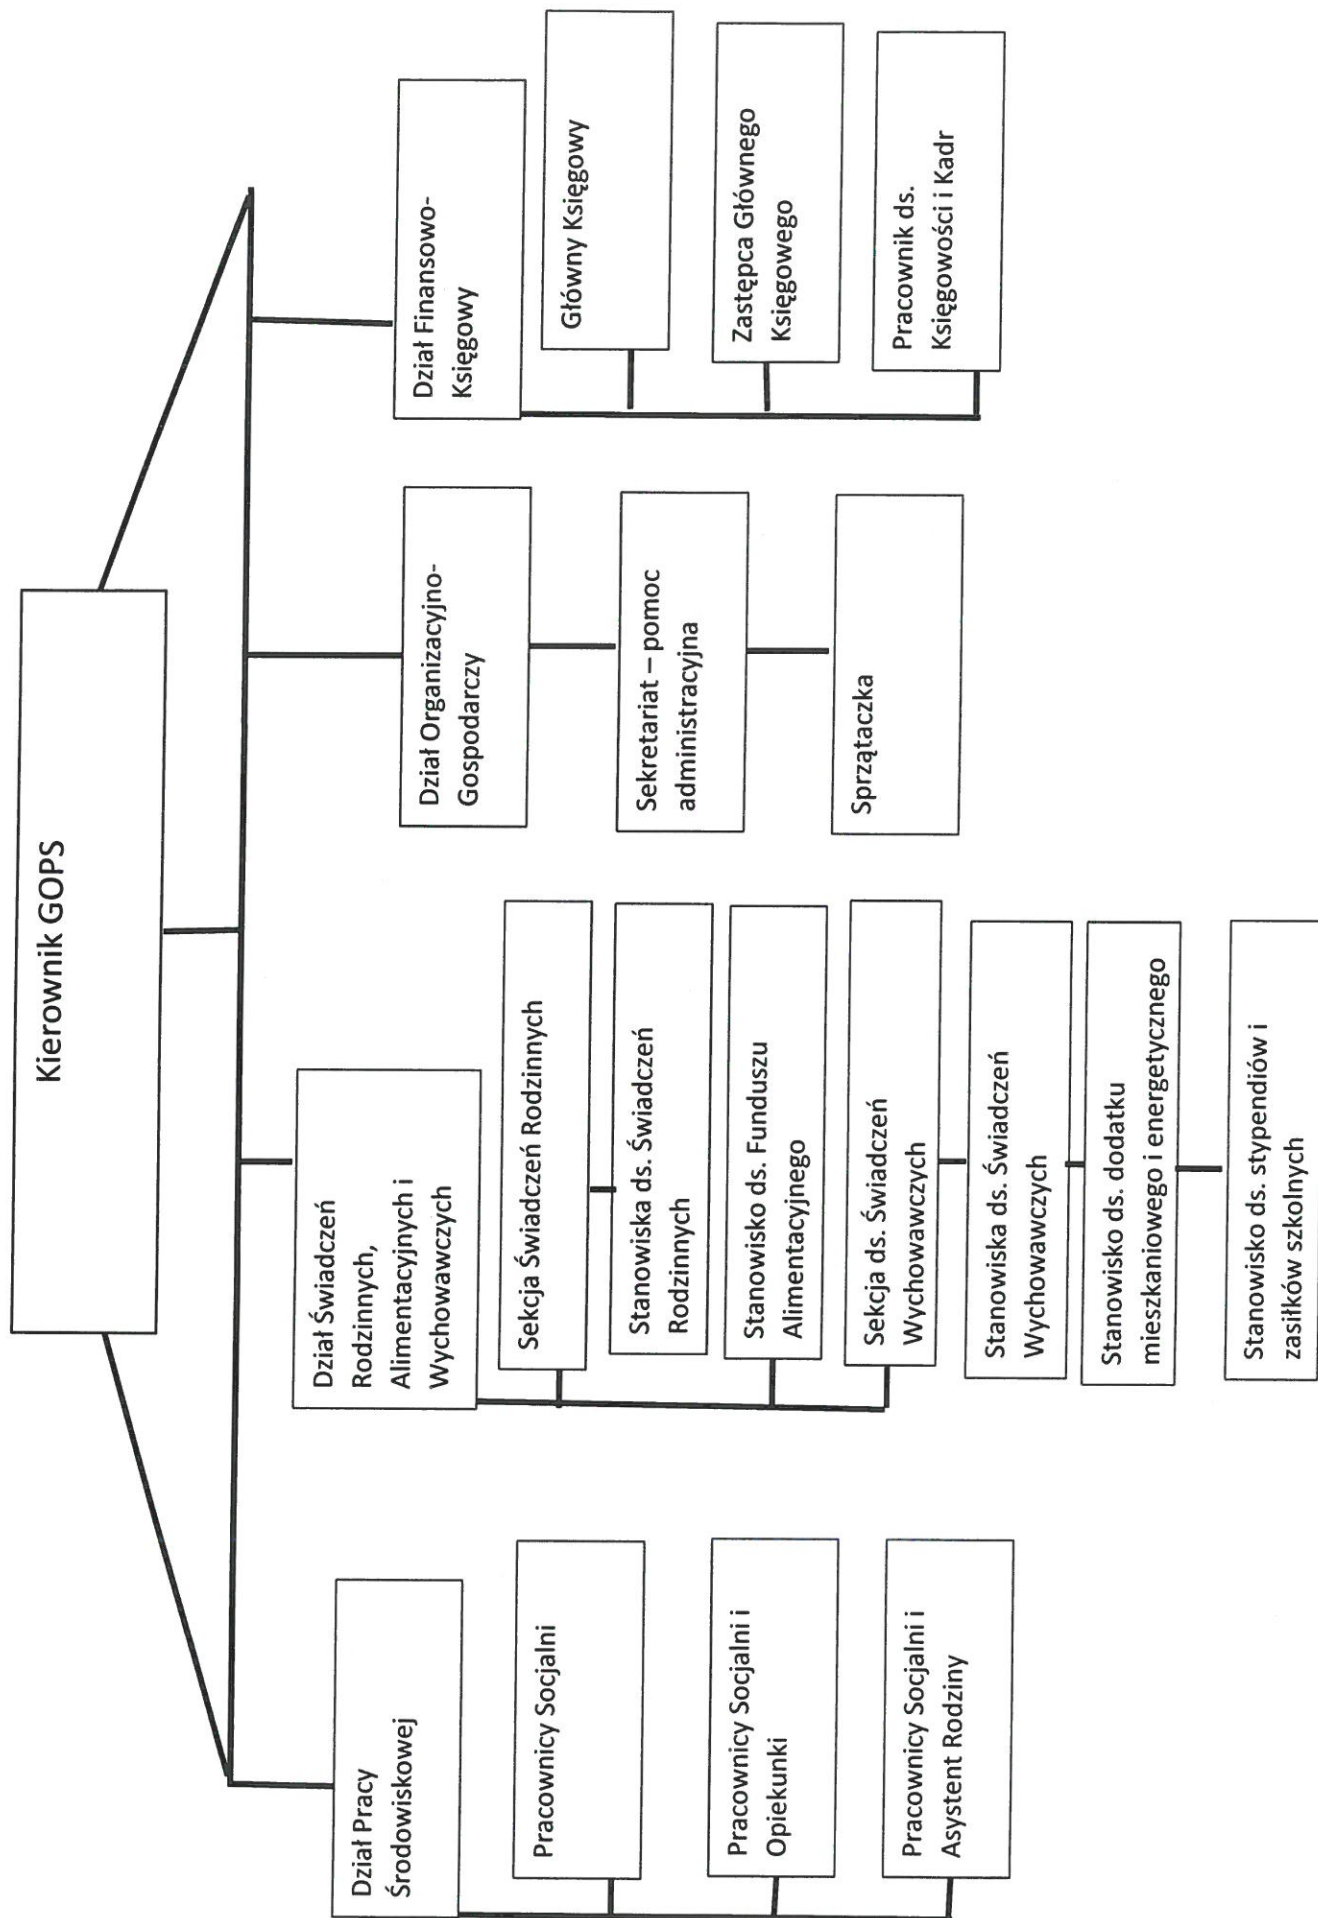 Kierownik GOPS
Dział Pracy
Środowiskowej
Pracownicy Socjalni
Pracownicy Socjalni i
Opiekunki
Pracownicy Socjalni i
Asystent Rodziny
Dział Świadczeń
Rodzinnych,
Alimentacyjnych i
Wychowawczych
Sekcja Świadczeń Rodzinnych
Stanowiska ds. Świadczeń
Rodzinnych
Stanowisko ds. Funduszu
Alimentacyjnego
Sekcja ds. Świadczeń
Wychowawczych
Stanowiska ds. Świadczeń
Wychowawczych
Stanowisko ds. dodatku
mieszkaniowego i energetycznego
Stanowisko ds. stypendiów i
zasiłków szkolnych
Dział Organizacyjno-
Gospodarczy
Sekretariat – pomoc
administracyjna
Sprzątaczka
Dział Finansowo-
Księgowy
Główny Księgowy
Zastępca Głównego
Księgowego
Pracownik ds.
Księgowości i Kadr